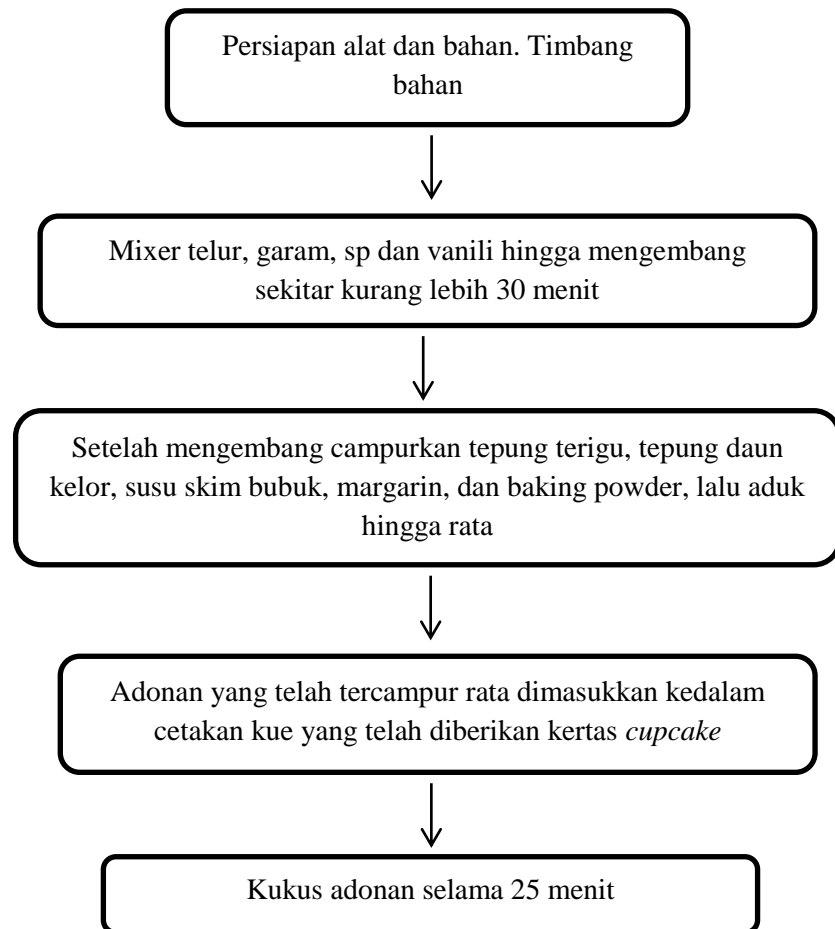 Persiapan alat dan bahan. Timbang
bahan
Mixer telur, garam, sp dan vanili hingga mengembang
sekitar kurang lebih 30 menit
Setelah mengembang campurkan tepung terigu, tepung daun
kelor, susu skim bubuk, margarin, dan baking powder, lalu aduk
hingga rata
Adonan yang telah tercampur rata dimasukkan kedalam
cetakan kue yang telah diberikan kertas cupcake
Kukus adonan selama 25 menit